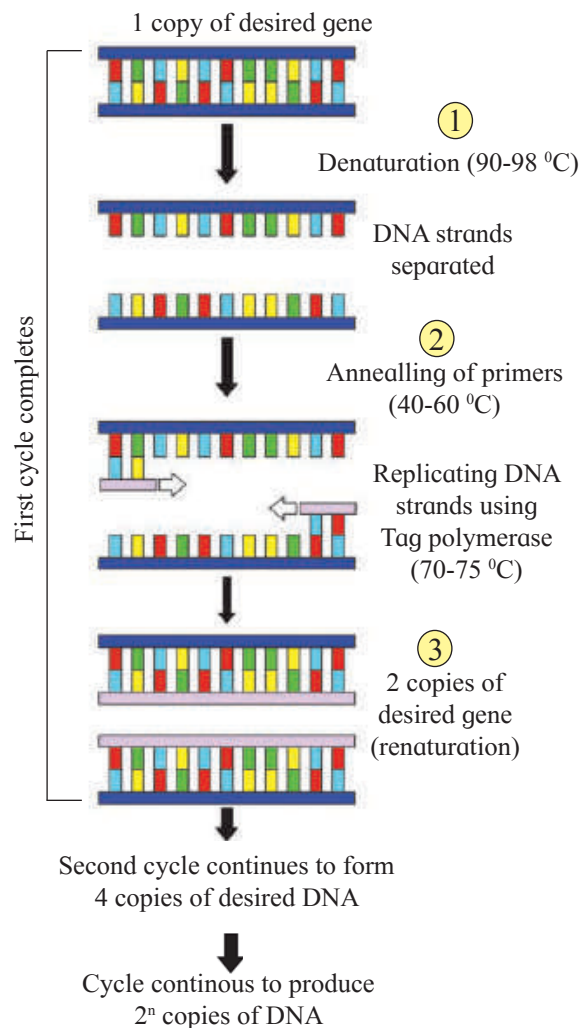 1 copy of desired gene
1
Denaturation (90-98 ⁰C)
DNA strands
separated
2
Annealling of primers
(40-60 ⁰C)
First cycle completes
Replicating DNA
strands using
Tag polymerase
(70-75 ⁰C)
3
2 copies of
desired gene
(renaturation)
Second cycle continues to form
4 copies of desired DNA
Cycle continous to produce
2ⁿ copies of DNA